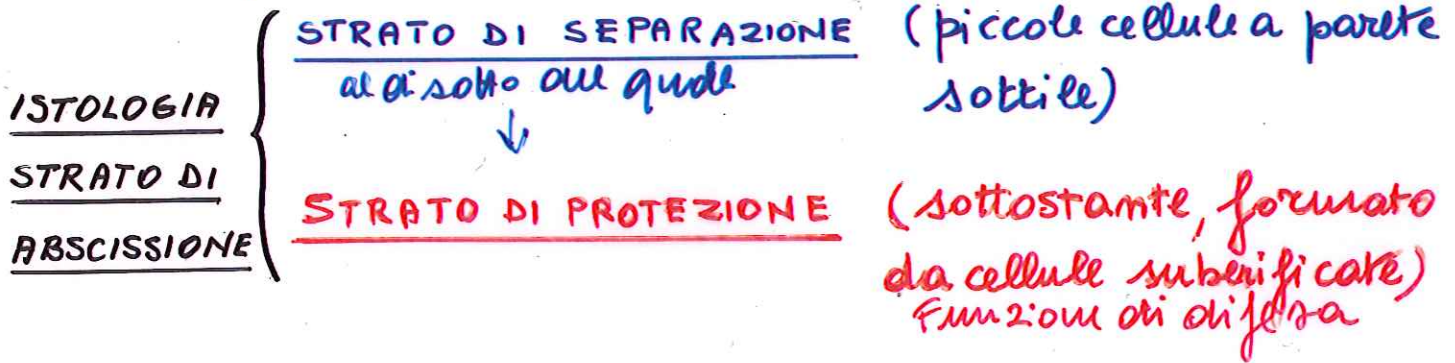 ISTOLOGIA
STRATO DI
ABSCISSIONE
STRATO DI SEPARAZIONE (piccole cellule a parete
al di sotto del quale sottile)
↓
STRATO DI PROTEZIONE (sottostante, formato
da cellule suberificate)
Funzione di difesa